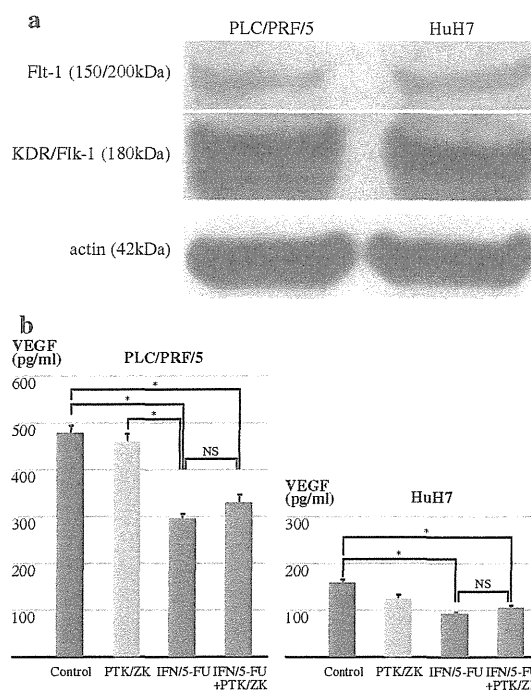 a
PLC/PRF/5 HuH7
Flt-1 (150/200kDa)
KDR/Flk-1 (180kDa)
actin (42kDa)
b
VEGF
(pg/ml)
PLC/PRF/5
600
500
400
300
200
100
*
*
*
NS
Control PTK/ZK IFN/5-FU IFN/5-FU
+PTK/ZK
VEGF
(pg/ml)
HuH7
300
200
100
*
*
NS
Control PTK/ZK IFN/5-FU IFN/5-FU
+PTK/ZK